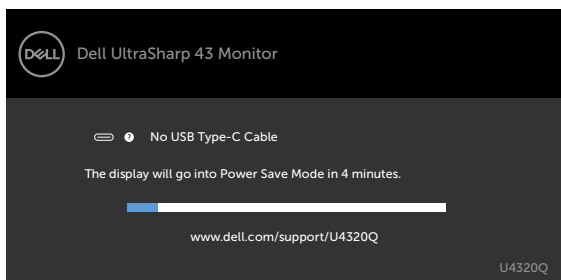 DELL
Dell UltraSharp 43 Monitor
? No USB Type-C Cable
The display will go into Power Save Mode in 4 minutes.
www.dell.com/support/U4320Q
U4320Q